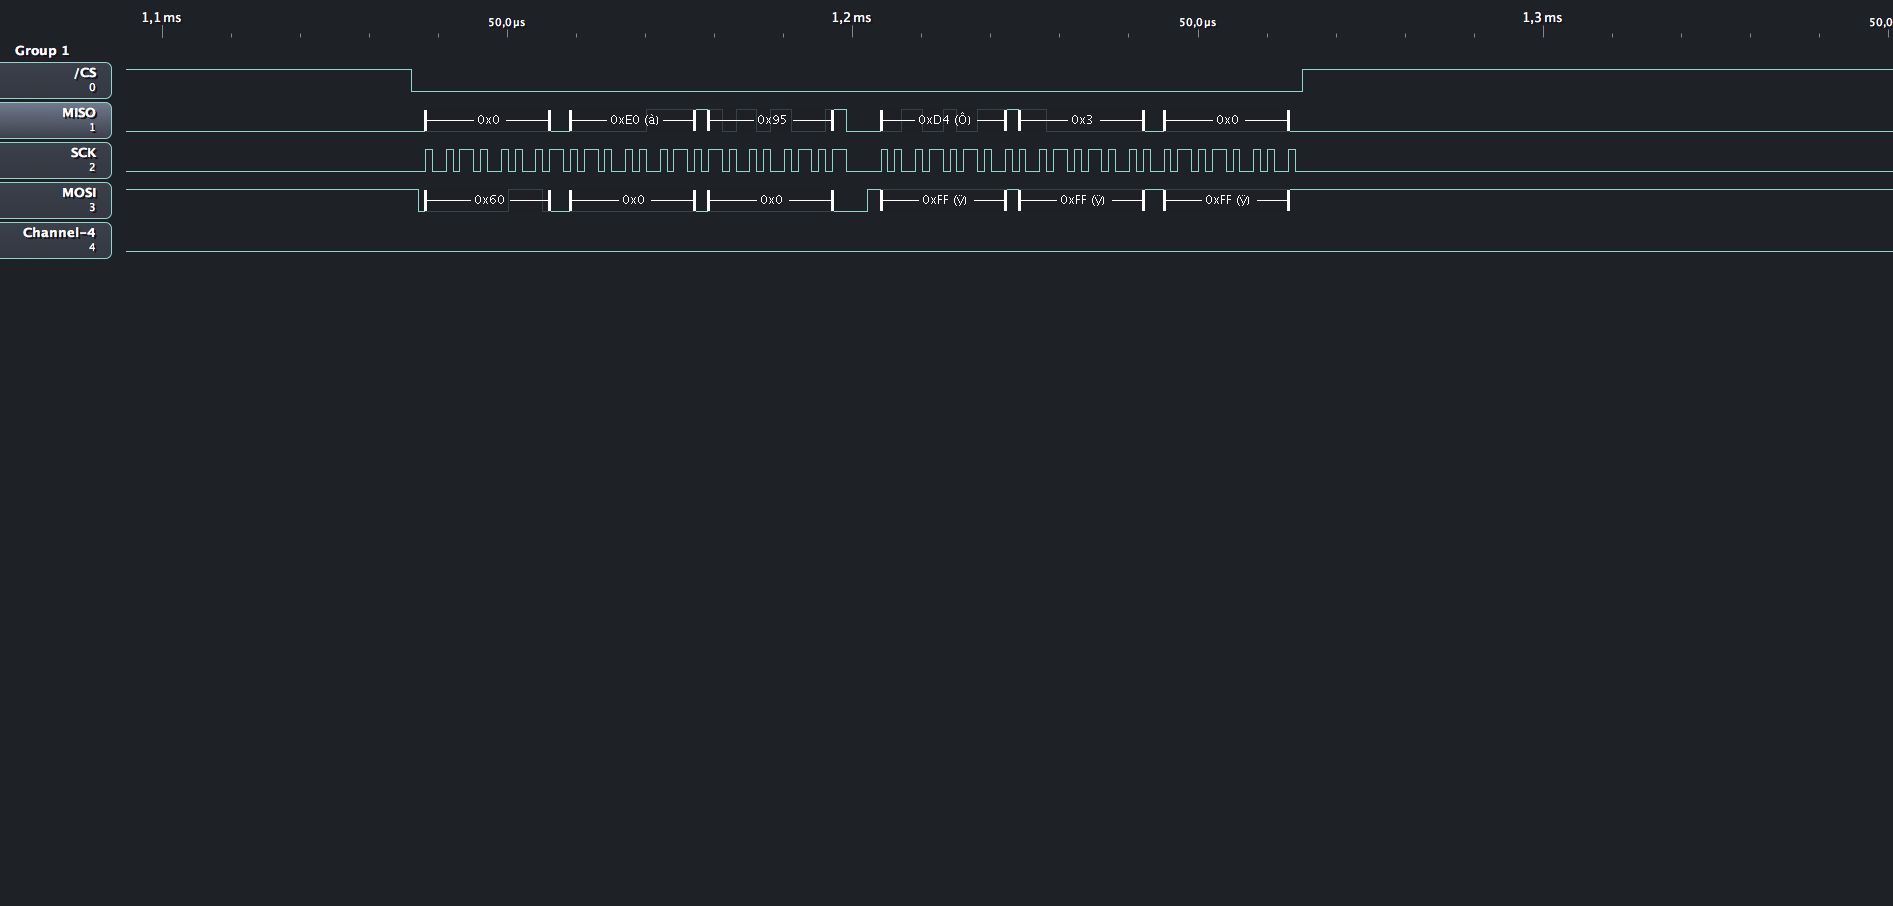 1,1 ms 50,0 µs 1,2 ms 50,0 µs 1,3 ms 50,0
Group 1
/CS
0
MISO
1
0x0 0xE0 (à) 0x95 0xD4 (Ô) 0x3 0x0
SCK
2
MOSI
3
0x60 0x0 0x0 0xFF (ÿ) 0xFF (ÿ) 0xFF (ÿ)
Channel-4
4